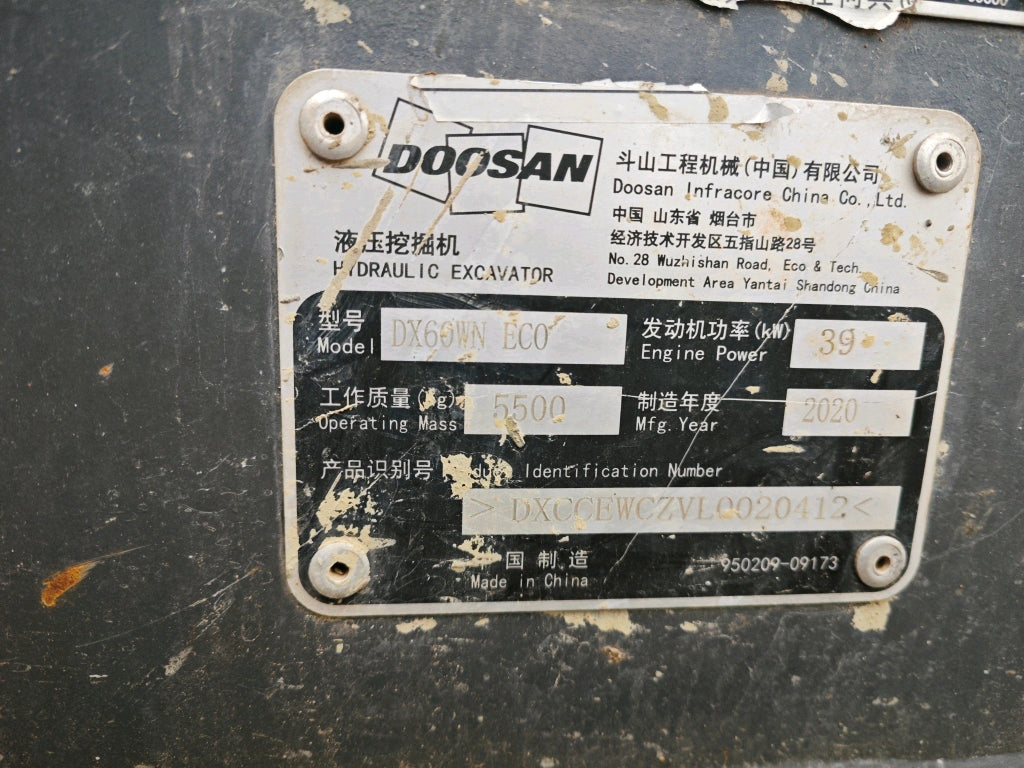 DOOSAN
斗山工程机械(中国)有限公司
Doosan Infracore China Co.,Ltd.
中国 山东省 烟台市
经济技术开发区五指山路28号
No.28 Wuzhishan Road, Eco & Tech.
Development Area Yantai Shandong China
液压挖掘机
HYDRAULIC EXCAVATOR
型号
Model
DX60WN ECO
发动机功率(kW)
Engine Power
39
工作质量(kg)
Operating Mass
5500
制造年度
Mfg.Year
2020
产品识别号
Product Identification Number
>DXCCEWCZVL0020412<
国制造
Made in China
950209-09173